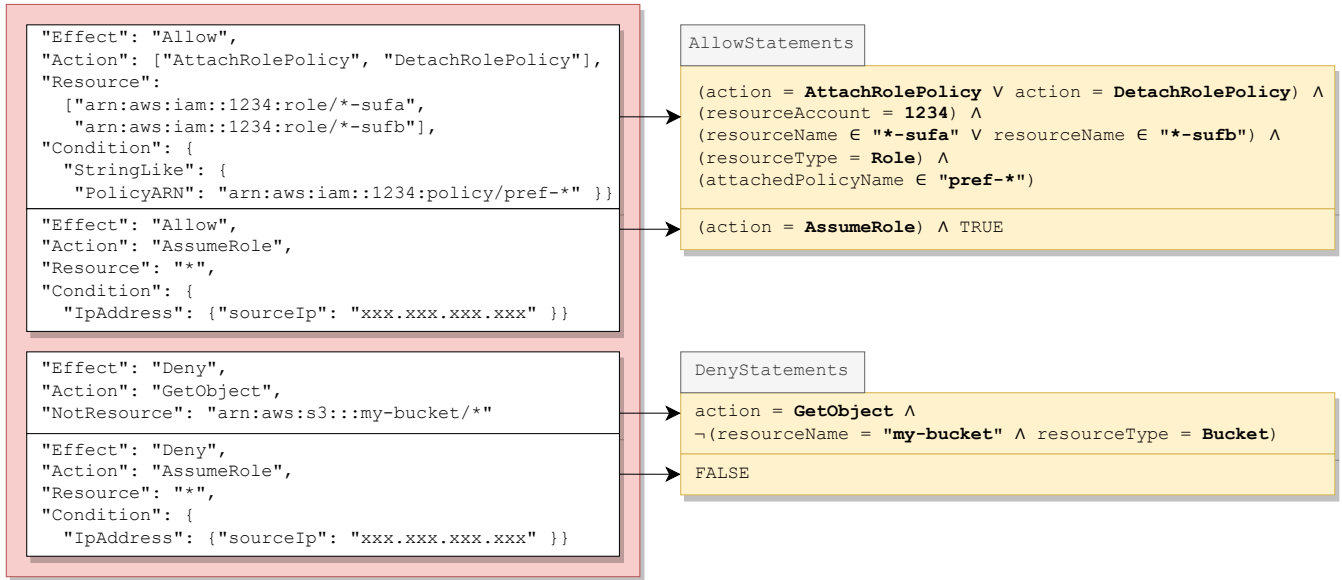 "Effect": "Allow",
"Action": ["AttachRolePolicy", "DetachRolePolicy"],
"Resource":
["arn:aws:iam::1234:role/*-sufa",
"arn:aws:iam::1234:role/*-sufb"],
"Condition": {
"StringLike": {
"PolicyARN": "arn:aws:iam::1234:policy/pref-*" }}
"Effect": "Allow",
"Action": "AssumeRole",
"Resource": "*",
"Condition": {
"IpAddress": {"sourceIp": "xxx.xxx.xxx.xxx" }}
"Effect": "Deny",
"Action": "GetObject",
"NotResource": "arn:aws:s3:::my-bucket/*"
"Effect": "Deny",
"Action": "AssumeRole",
"Resource": "*",
"Condition": {
"IpAddress": {"sourceIp": "xxx.xxx.xxx.xxx" }}
AllowStatements
(action = AttachRolePolicy ∨ action = DetachRolePolicy) ∧
(resourceAccount = 1234) ∧
(resourceName ∈ "*-sufa" ∨ resourceName ∈ "*-sufb") ∧
(resourceType = Role) ∧
(attachedPolicyName ∈ "pref-*")
(action = AssumeRole) ∧ TRUE
DenyStatements
action = GetObject ∧
¬(resourceName = "my-bucket" ∧ resourceType = Bucket)
FALSE